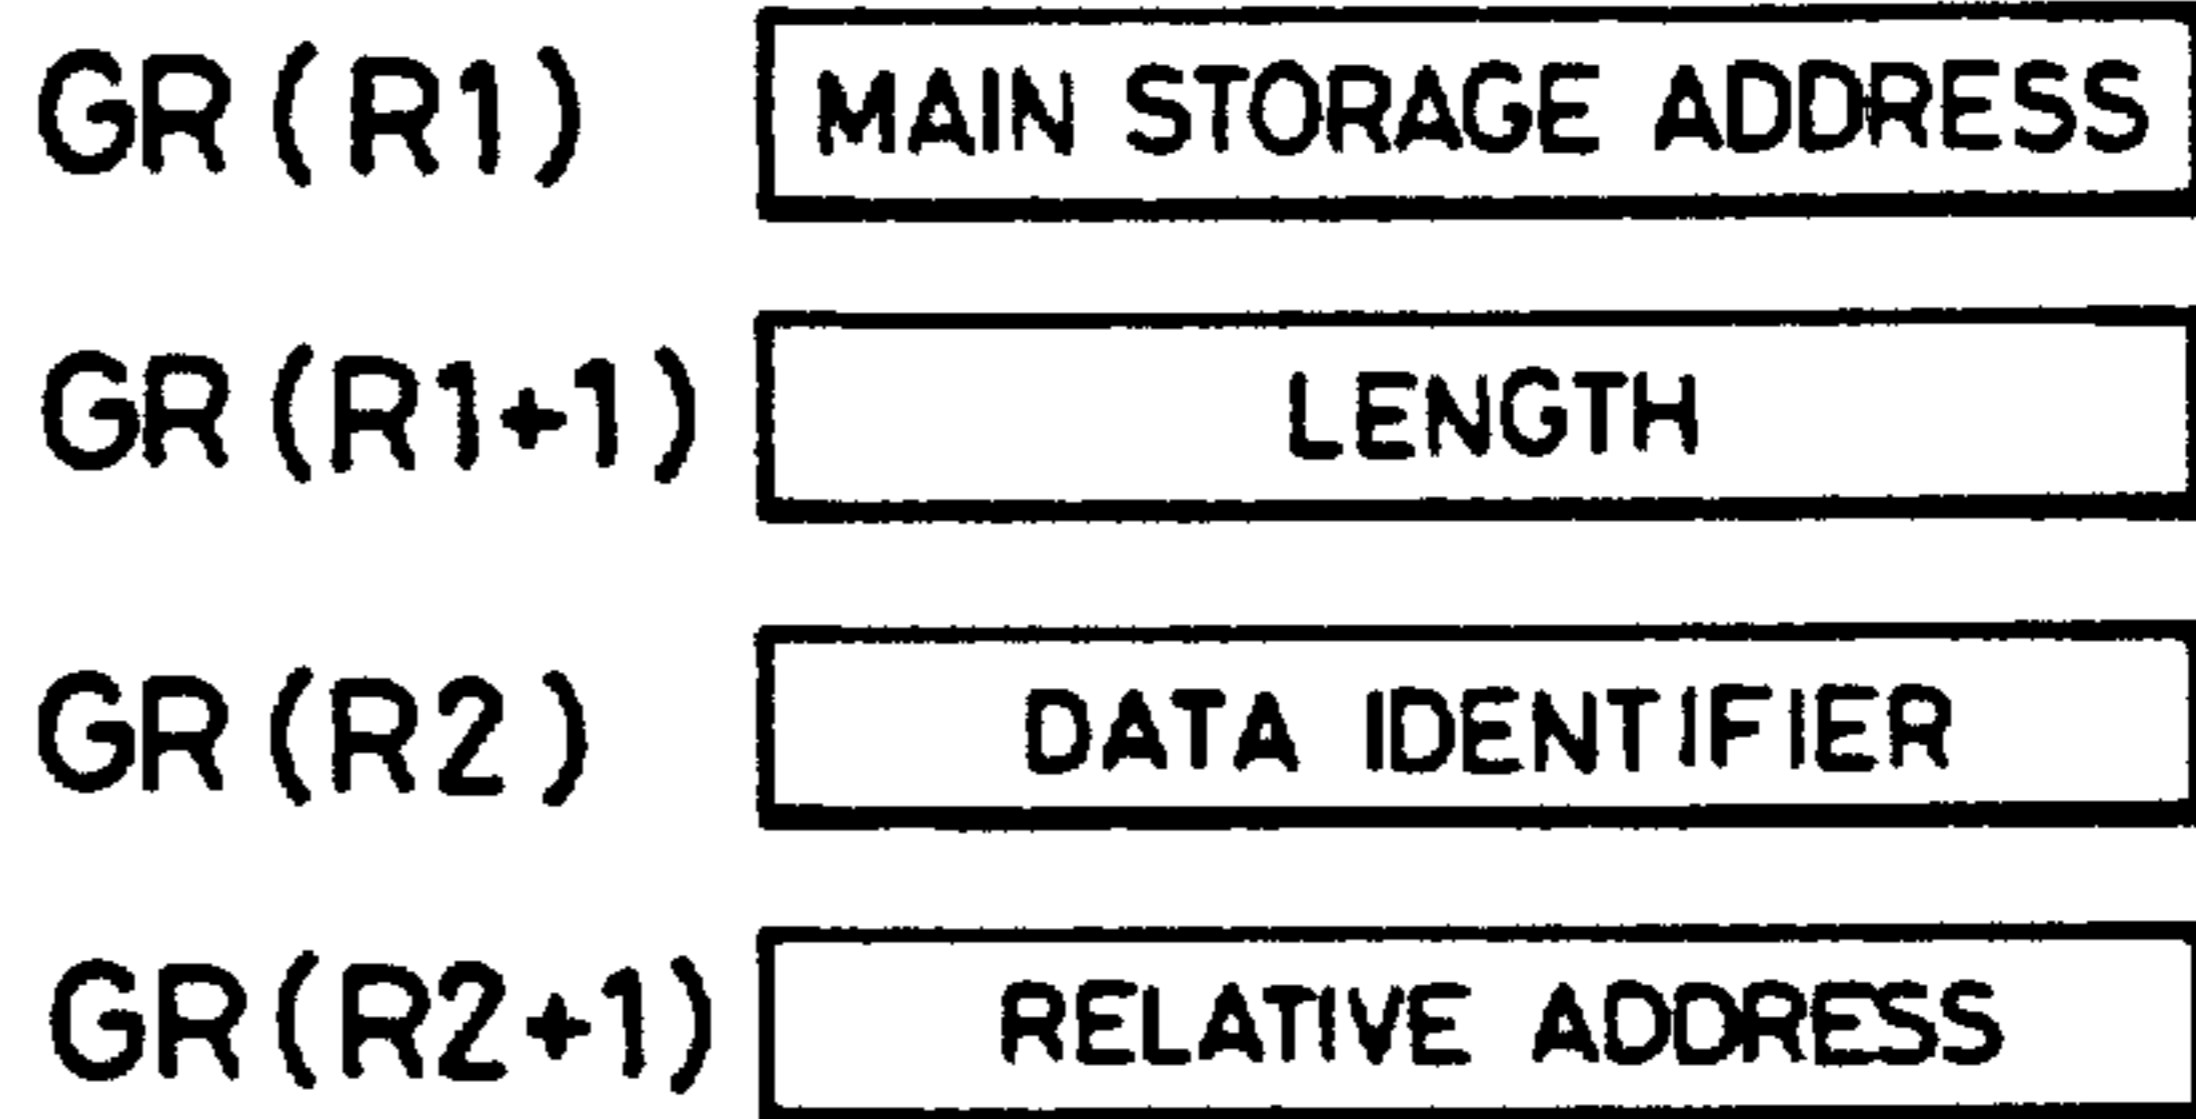 GR(R1) MAIN STORAGE ADDRESS
GR(R1+1) LENGTH
GR(R2) DATA IDENTIFIER
GR(R2+1) RELATIVE ADDRESS